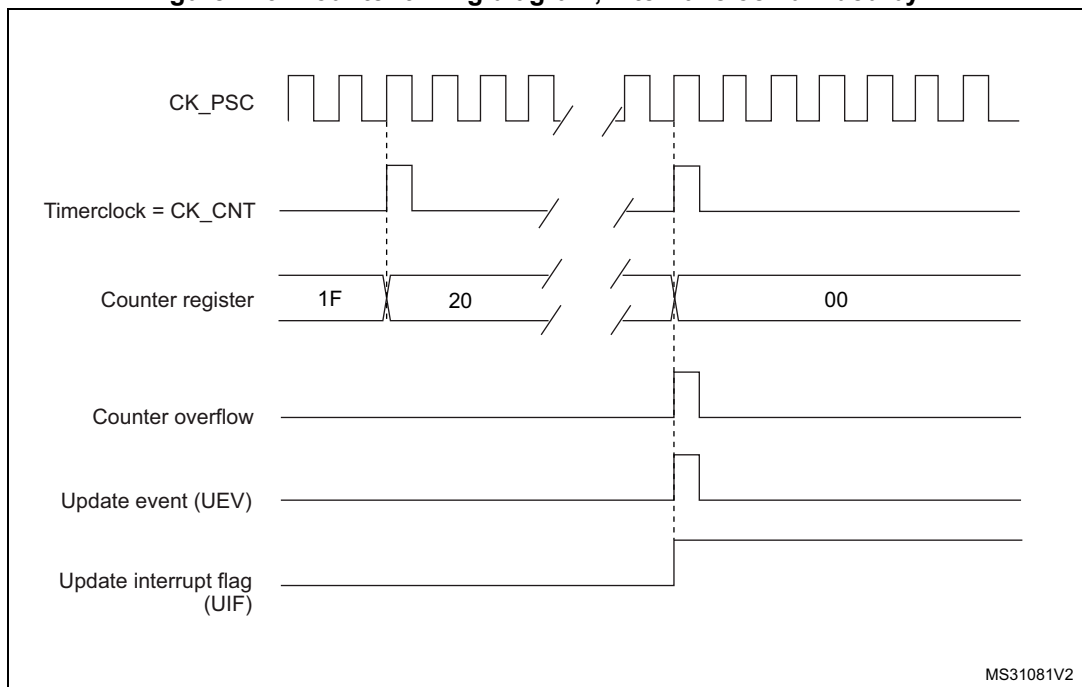 CK_PSC
Timerclock = CK_CNT
Counter register
1F
20
00
Counter overflow
Update event (UEV)
Update interrupt flag
(UIF)
MS31081V2